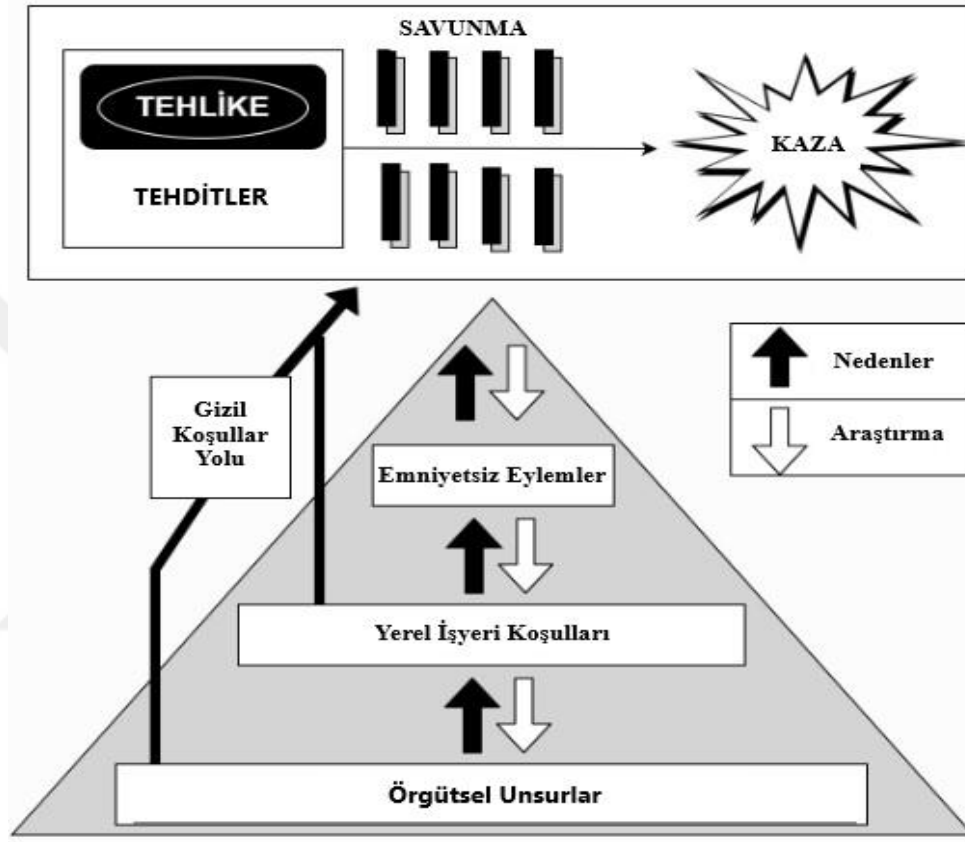 SAVUNMA
TEHLİKE
TEHDİTLER
KAZA
Gizil
Koşullar
Yolu
Nedenler
Araştırma
Emniyetsiz Eylemler
Yerel İşyeri Koşulları
Örgütsel Unsurlar